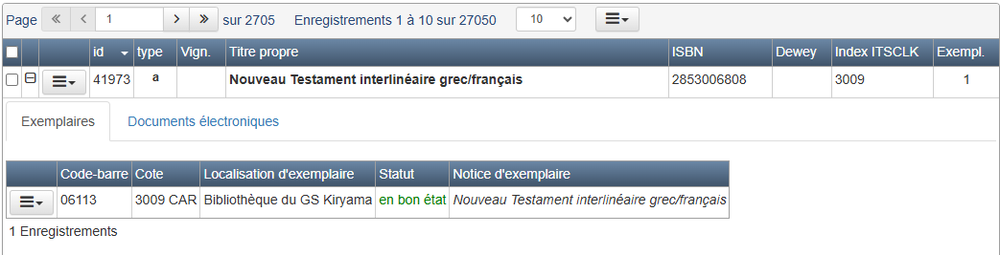 Page « ‹ 1 › » sur 2705 Enregistrements 1 à 10 sur 27050 10
id type Vign. Titre propre ISBN Dewey Index ITSCLK Exempl.
41973 a Nouveau Testament interlinéaire grec/français 2853006808 3009 1
Exemplaires Documents électroniques
Code-barre Cote Localisation d'exemplaire Statut Notice d'exemplaire
06113 3009 CAR Bibliothèque du GS Kiryama en bon état Nouveau Testament interlinéaire grec/français
1 Enregistrements